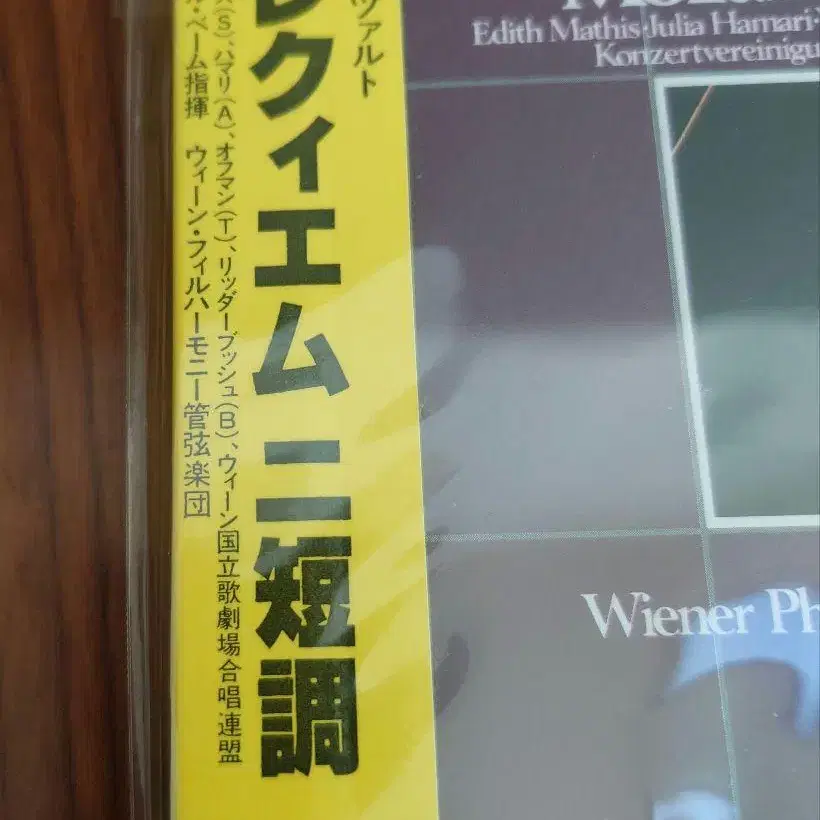 ツァルト
レクィエム ニ短調
(S)、ハマリ(A)、オフマン(T)、リッダーブッシュ(B)、ウィーン国立歌劇場合唱連盟
ル・ベーム指揮 ウィーン・フィルハーモニー管弦楽団
Edith Mathis·Julia Hamari·
Konzertvereinigu
Wiener Ph